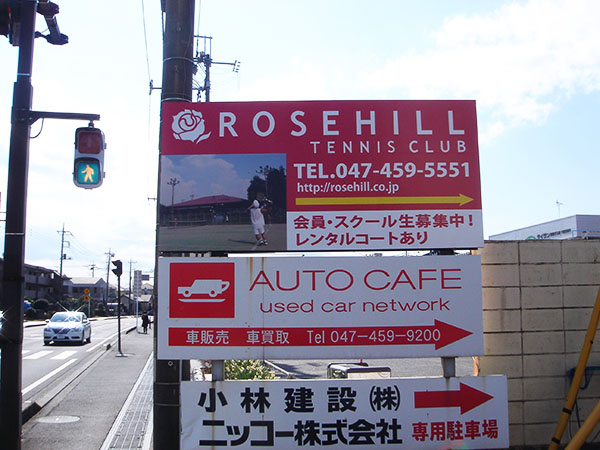 ROSEHILL
TENNIS CLUB
TEL.047-459-5551
http://rosehill.co.jp
会員・スクール生募集中!
レンタルコートあり
AUTO CAFE
used car network
車販売 車買取 Tel 047-459-9200
小林建設(株)
ニッコー株式会社 専用駐車場